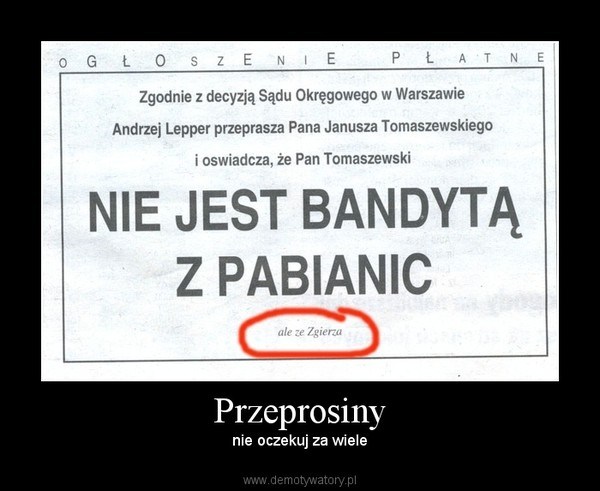 OGŁOSZENIE PŁATNE
Zgodnie z decyzją Sądu Okręgowego w Warszawie
Andrzej Lepper przeprasza Pana Janusza Tomaszewskiego
i oswiadcza, że Pan Tomaszewski
NIE JEST BANDYTĄ
Z PABIANIC
ale ze Zgierza
Przeprosiny
nie oczekuj za wiele
www.demotywatory.pl